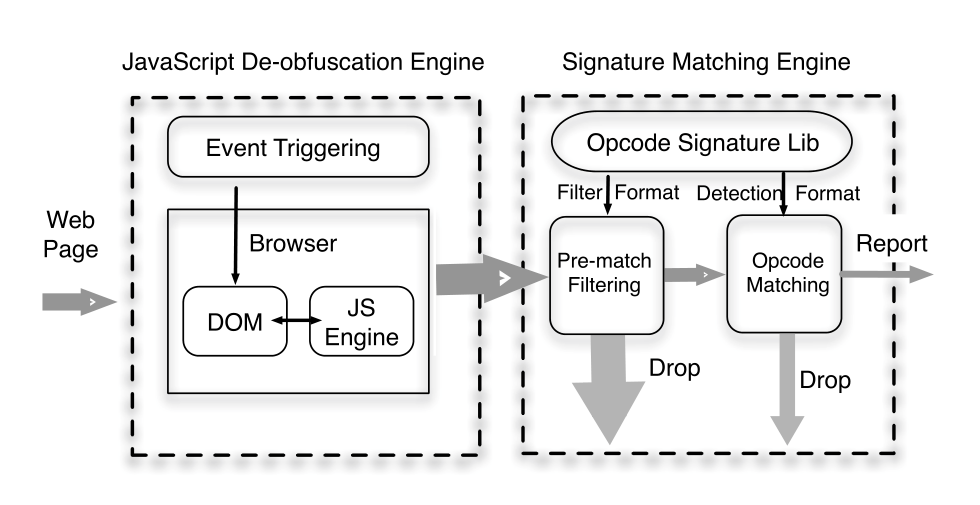 JavaScript De-obfuscation Engine
Signature Matching Engine
Event Triggering
Opcode Signature Lib
Filter Format
Detection Format
Web
Page
Browser
Report
Pre-match
Filtering
Opcode
Matching
DOM
JS
Engine
Drop
Drop